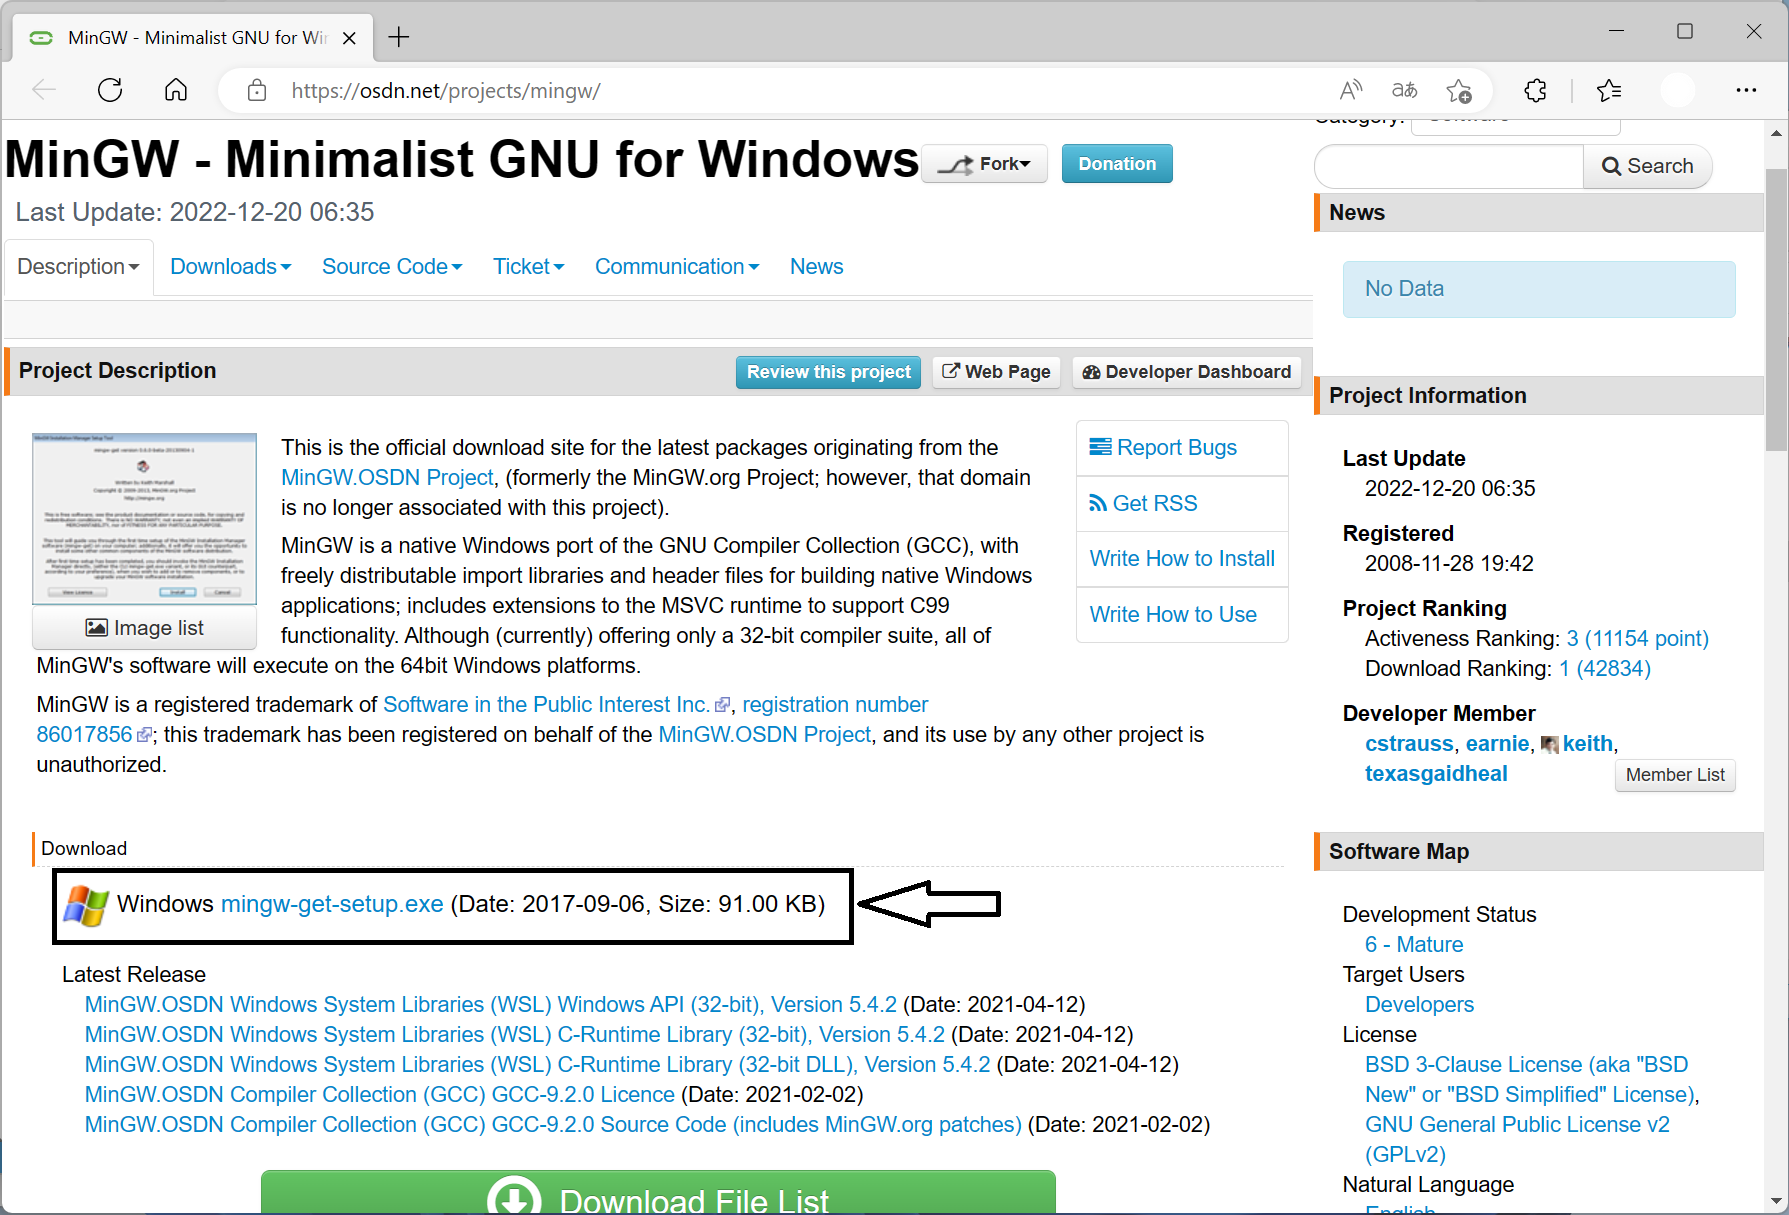 MinGW - Minimalist GNU for Wir
https://osdn.net/projects/mingw/
MinGW - Minimalist GNU for Windows
Fork
Donation
Last Update: 2022-12-20 06:35
Description
Downloads
Source Code
Ticket
Communication
News
Project Description
Review this project
Web Page
Developer Dashboard
Image list
This is the official download site for the latest packages originating from the
MinGW.OSDN Project, (formerly the MinGW.org Project; however, that domain
is no longer associated with this project).
MinGW is a native Windows port of the GNU Compiler Collection (GCC), with
freely distributable import libraries and header files for building native Windows
applications; includes extensions to the MSVC runtime to support C99
functionality. Although (currently) offering only a 32-bit compiler suite, all of
MinGW's software will execute on the 64bit Windows platforms.
MinGW is a registered trademark of Software in the Public Interest Inc. , registration number
86017856 ; this trademark has been registered on behalf of the MinGW.OSDN Project, and its use by any other project is
unauthorized.
Report Bugs
Get RSS
Write How to Install
Write How to Use
Download
Windows mingw-get-setup.exe (Date: 2017-09-06, Size: 91.00 KB)
Latest Release
MinGW.OSDN Windows System Libraries (WSL) Windows API (32-bit), Version 5.4.2 (Date: 2021-04-12)
MinGW.OSDN Windows System Libraries (WSL) C-Runtime Library (32-bit), Version 5.4.2 (Date: 2021-04-12)
MinGW.OSDN Windows System Libraries (WSL) C-Runtime Library (32-bit DLL), Version 5.4.2 (Date: 2021-04-12)
MinGW.OSDN Compiler Collection (GCC) GCC-9.2.0 Licence (Date: 2021-02-02)
MinGW.OSDN Compiler Collection (GCC) GCC-9.2.0 Source Code (includes MinGW.org patches) (Date: 2021-02-02)
Download File List
Category: Software
Search
News
No Data
Project Information
Last Update
2022-12-20 06:35
Registered
2008-11-28 19:42
Project Ranking
Activeness Ranking: 3 (11154 point)
Download Ranking: 1 (42834)
Developer Member
cstrauss, earnie, keith,
texasgaidheal
Member List
Software Map
Development Status
6 - Mature
Target Users
Developers
License
BSD 3-Clause License (aka "BSD
New" or "BSD Simplified" License),
GNU General Public License v2
(GPLv2)
Natural Language
English